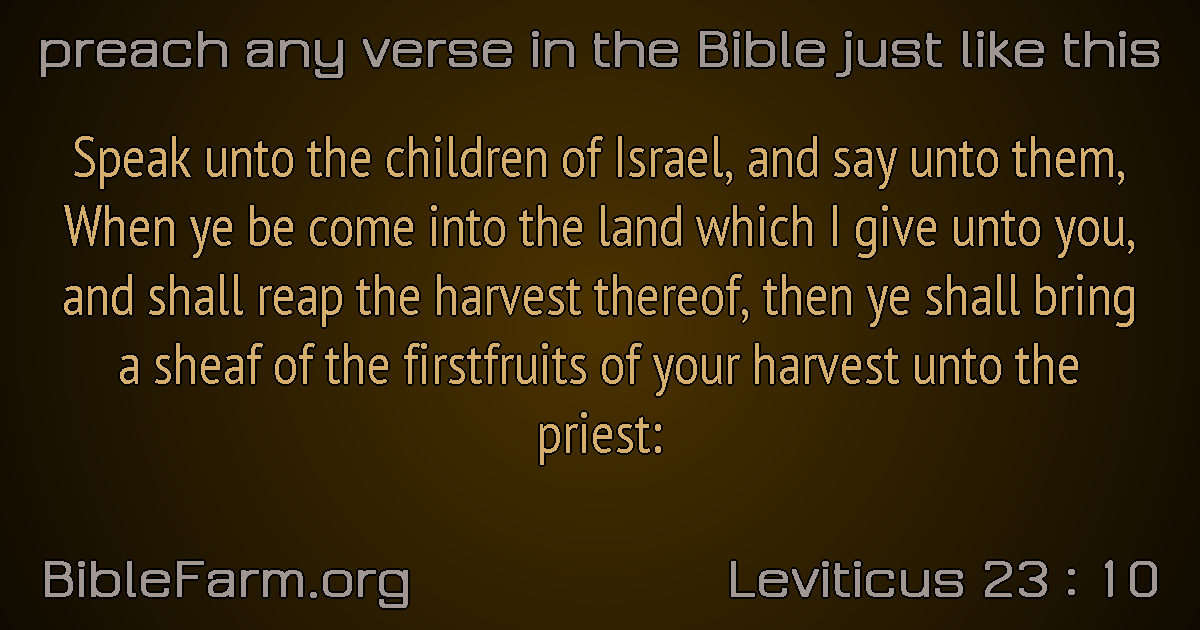 preach any verse in the Bible just like this
Speak unto the children of Israel, and say unto them,
When ye be come into the land which I give unto you,
and shall reap the harvest thereof, then ye shall bring
a sheaf of the firstfruits of your harvest unto the
priest:
BibleFarm.org
Leviticus 23 : 10